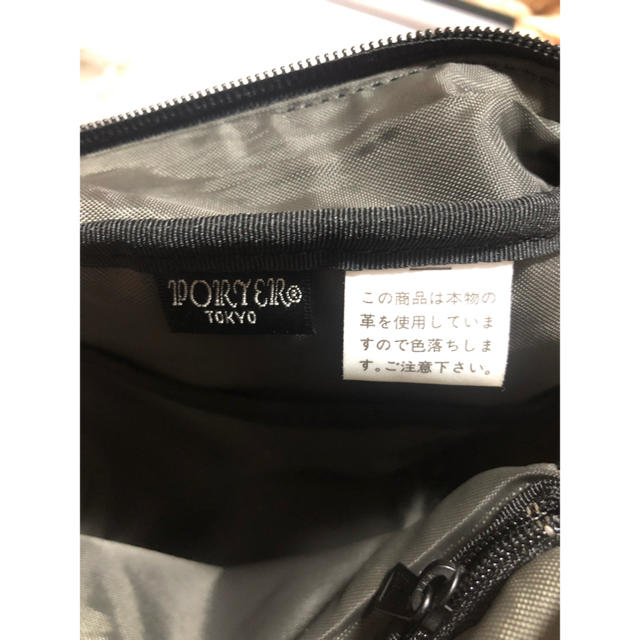 PORTER®
TOKYO
この商品は本物の
革を使用していま
すので色落ちしま
す。ご注意下さい。